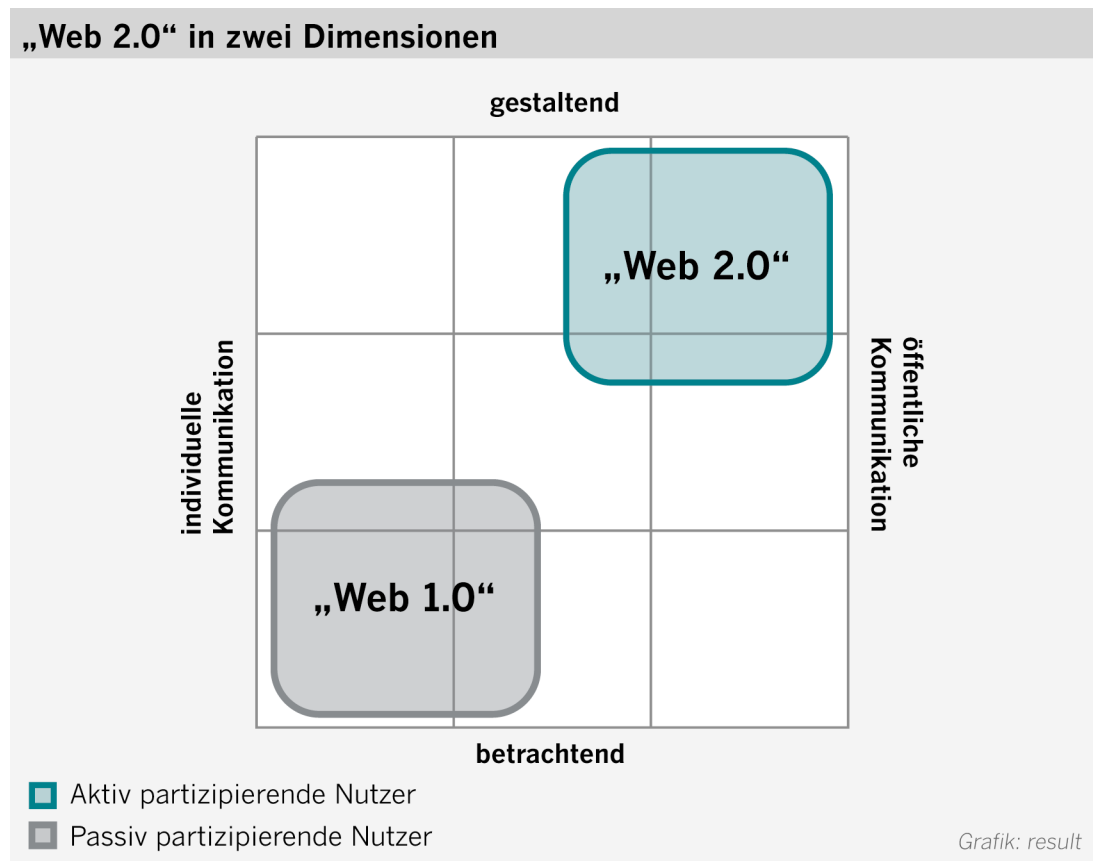 „Web 2.0“ in zwei Dimensionen
gestaltend
„Web 2.0“
individuelle
Kommunikation
öffentliche
Kommunikation
„Web 1.0“
betrachtend
Aktiv partizipierende Nutzer
Passiv partizipierende Nutzer
Grafik: result